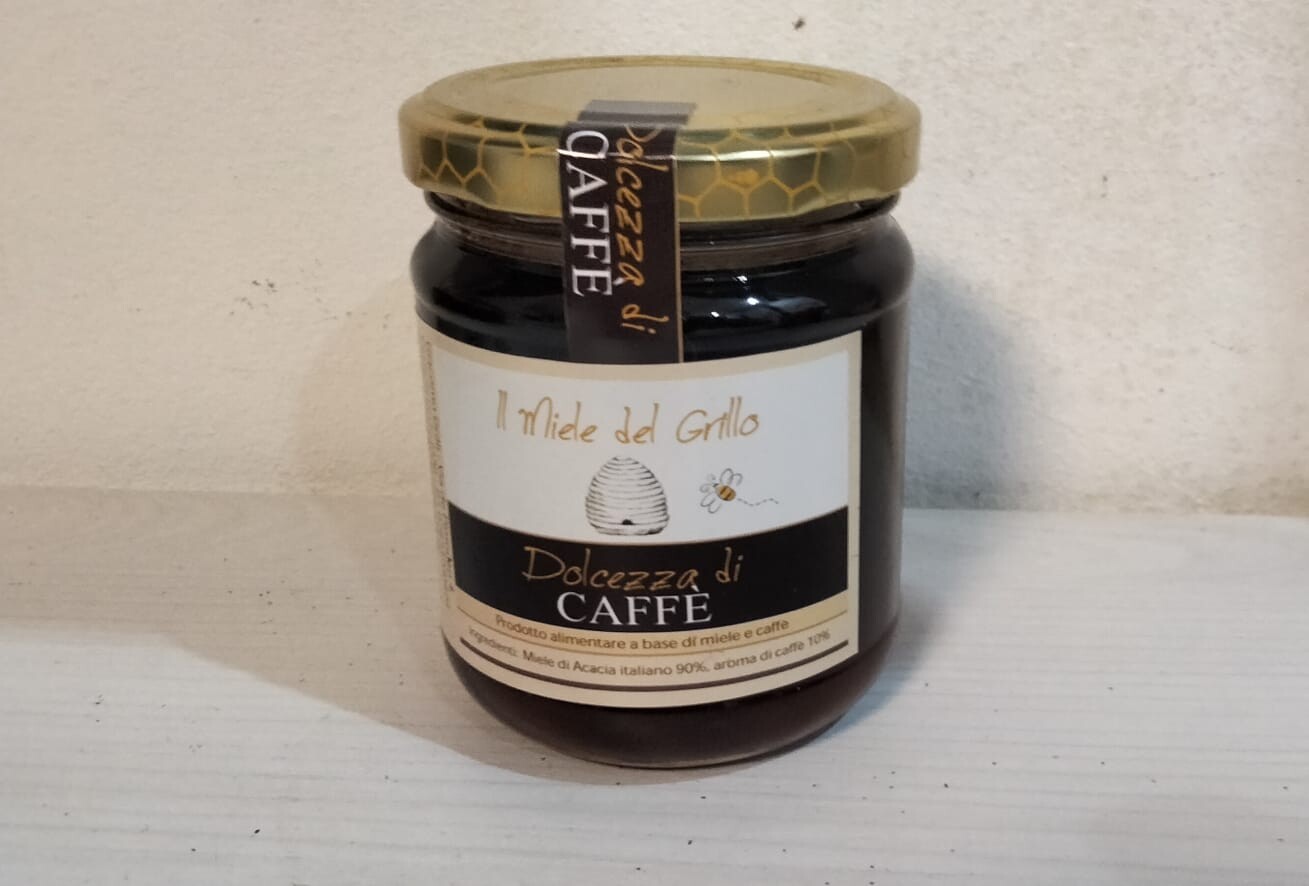 Dolcezza di
CAFFÈ
Il Miele del Grillo
Dolcezza di
CAFFÈ
Prodotto alimentare a base di miele e caffè
Ingredienti: Miele di Acacia italiano 90%, aroma di caffè 10%